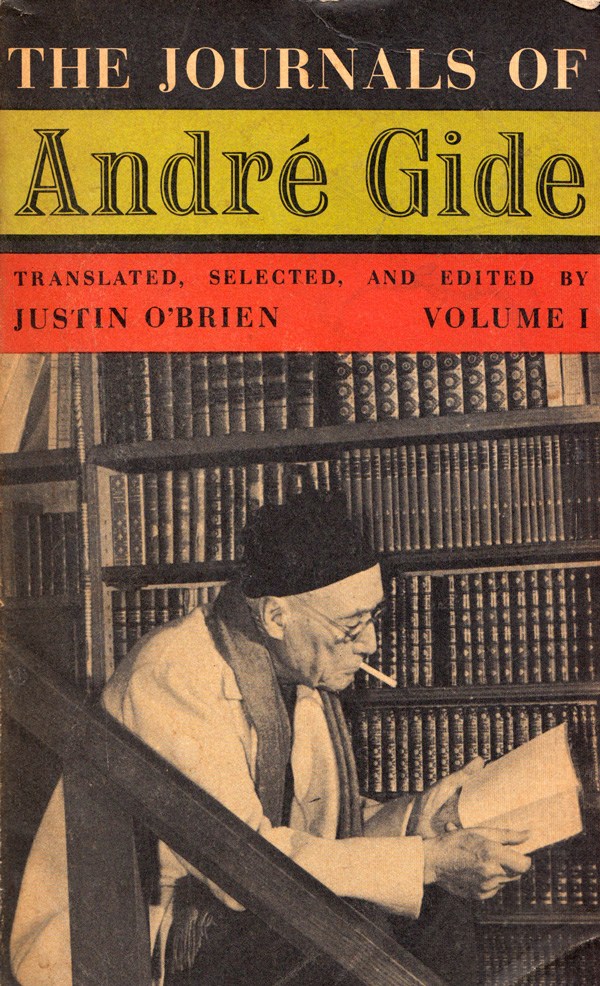 THE JOURNALS OF
André Gide
TRANSLATED, SELECTED, AND EDITED BY
JUSTIN O'BRIEN VOLUME I